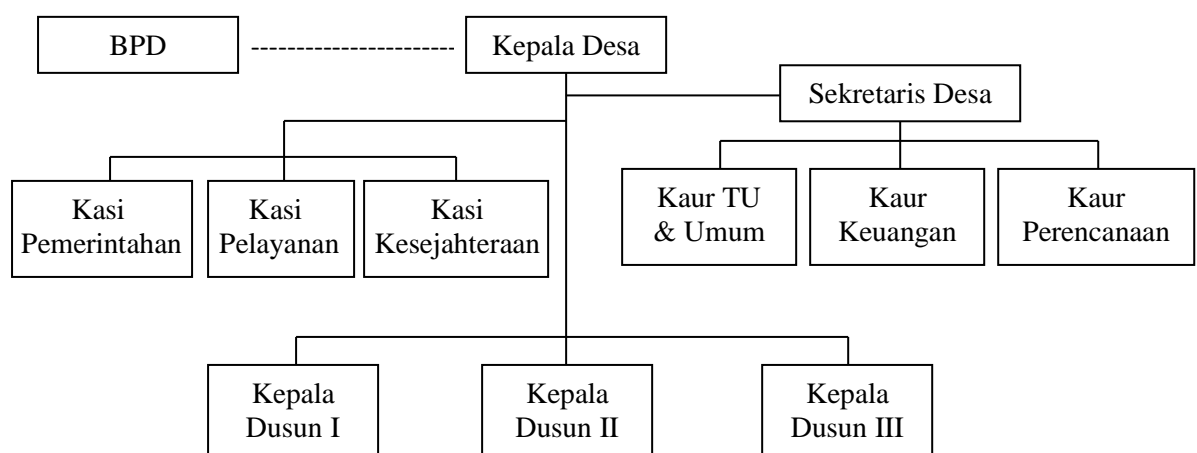 BPD
Kepala Desa
Sekretaris Desa
Kasi
Pemerintahan
Kasi
Pelayanan
Kasi
Kesejahteraan
Kaur TU
& Umum
Kaur
Keuangan
Kaur
Perencanaan
Kepala
Dusun I
Kepala
Dusun II
Kepala
Dusun III